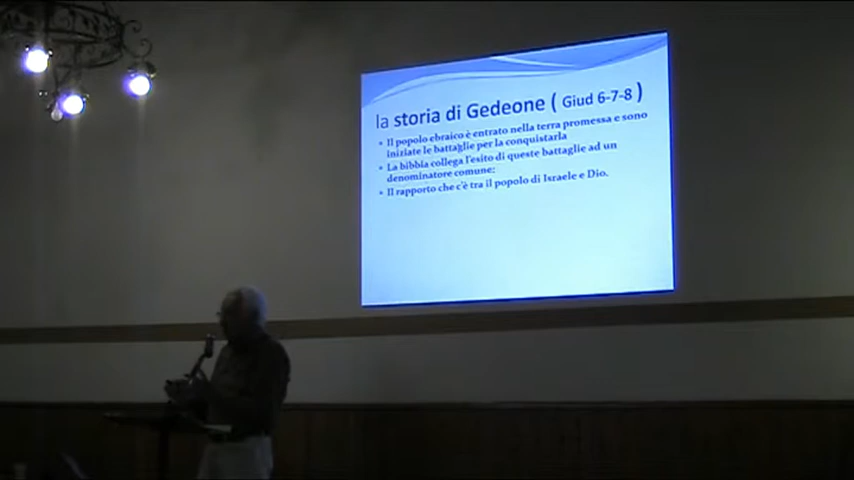 la storia di Gedeone ( Giud 6-7-8 )
• Il popolo ebraico è entrato nella terra promessa e sono
iniziate le battaglie per la conquistarla
• La bibbia collega l'esito di queste battaglie ad un
denominatore comune:
• Il rapporto che c'è tra il popolo di Israele e Dio.